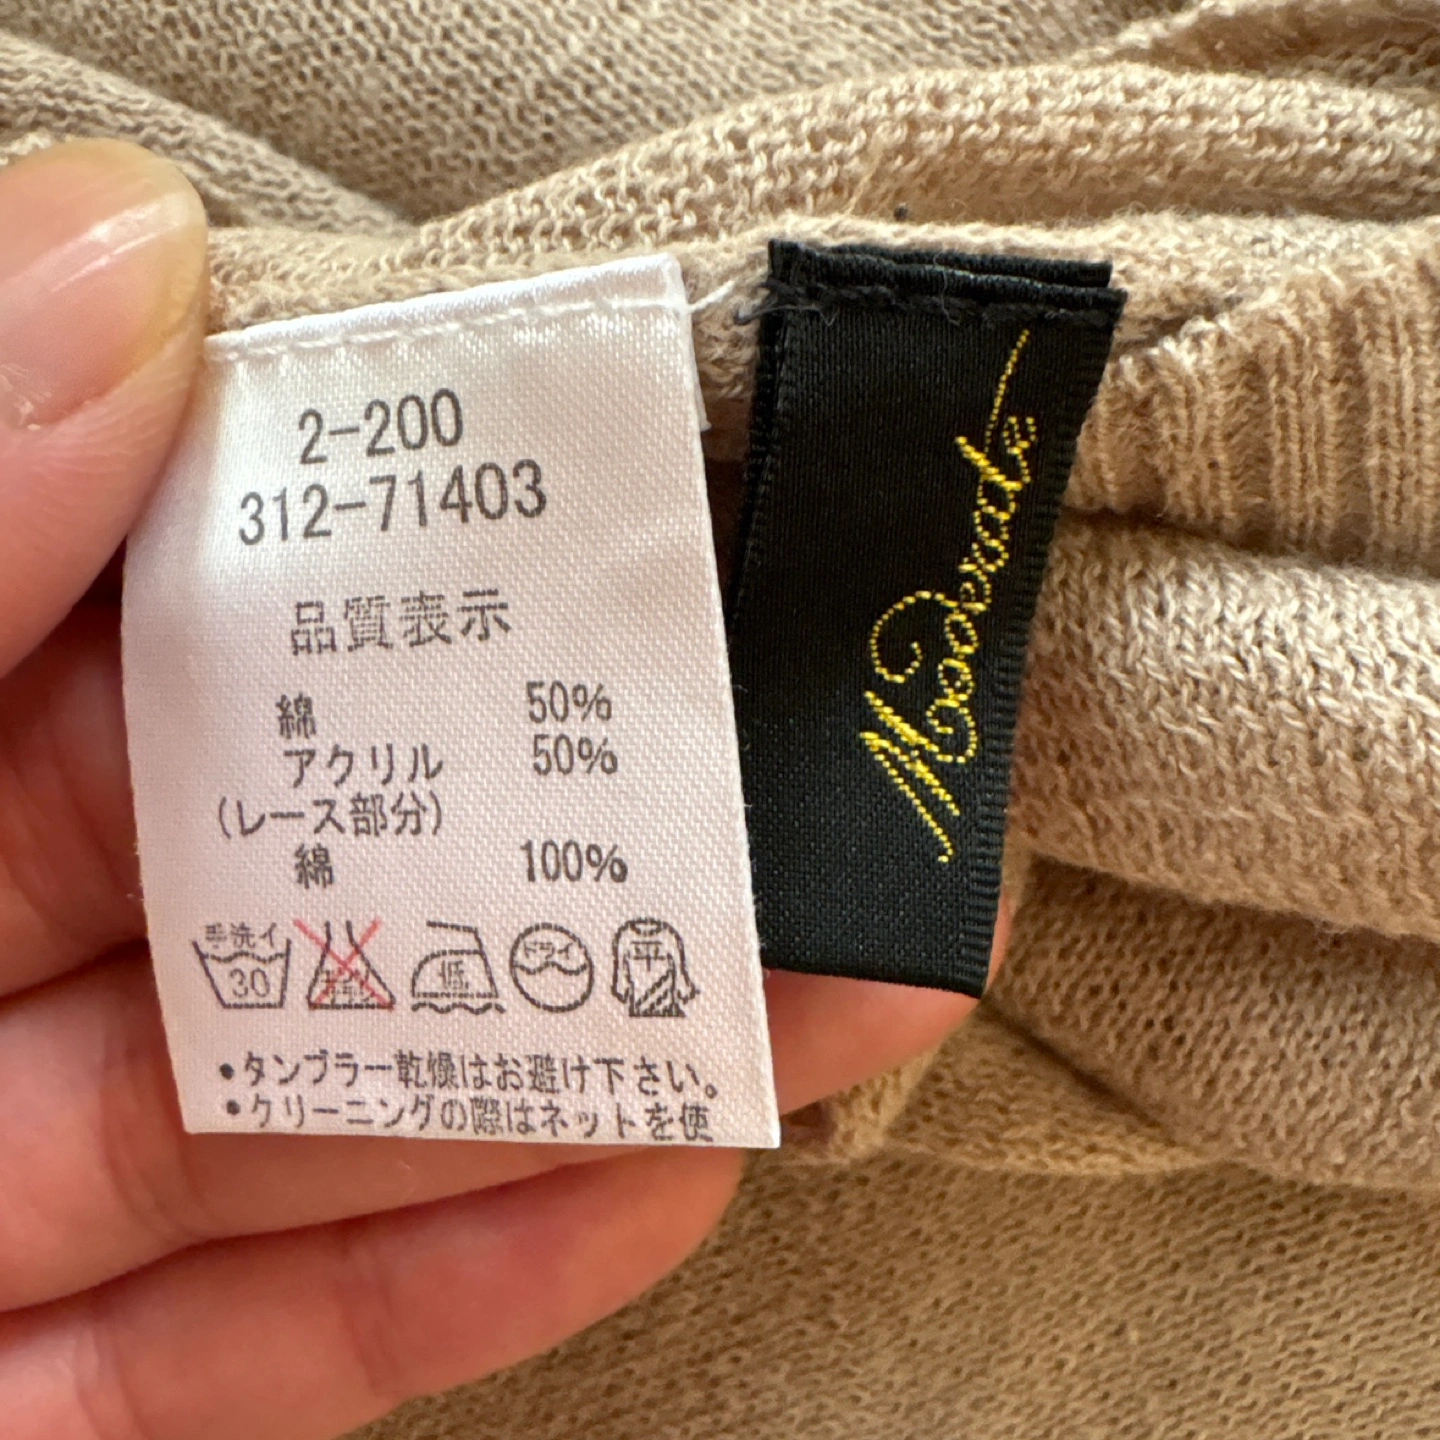 2-200
312-71403
品質表示
綿 50%
アクリル 50%
(レース部分)
綿 100%
手洗イ
30
低
ドライ
平
•タンブラー乾燥はお避け下さい。
•クリーニングの際はネットを使
Moderade